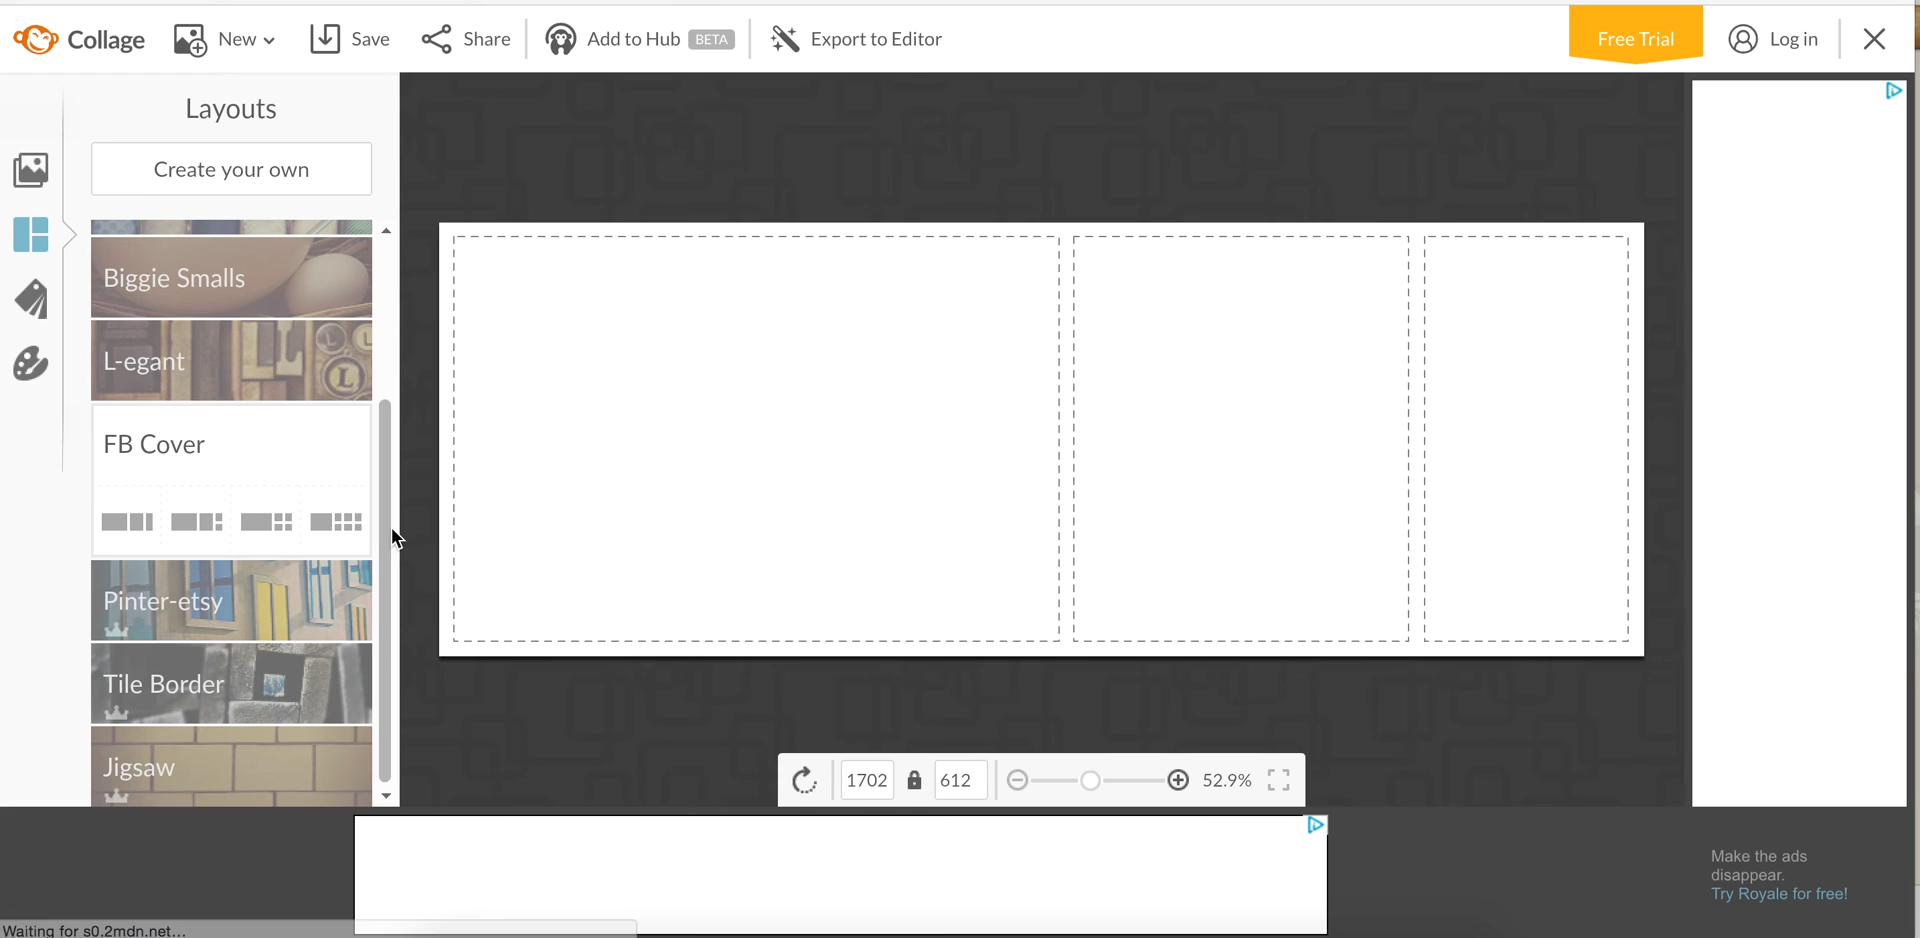 Collage New Save Share Add to Hub BETA Export to Editor Free Trial Log in
Layouts
Create your own
Biggie Smalls
L-egant
FB Cover
Pinter-etsy
Tile Border
Jigsaw
1702 612 52.9%
Make the ads
disappear.
Try Royale for free!
Waiting for s0.2mdn.net...